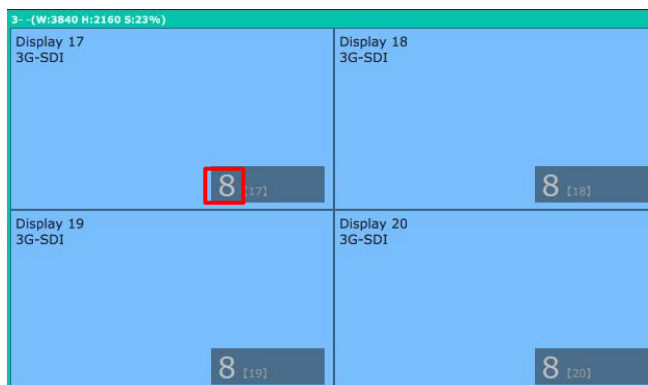 3- -(W:3840 H:2160 S:23%)
Display 17
3G-SDI
8 【17】
Display 18
3G-SDI
8 【18】
Display 19
3G-SDI
8 【19】
Display 20
3G-SDI
8 【20】